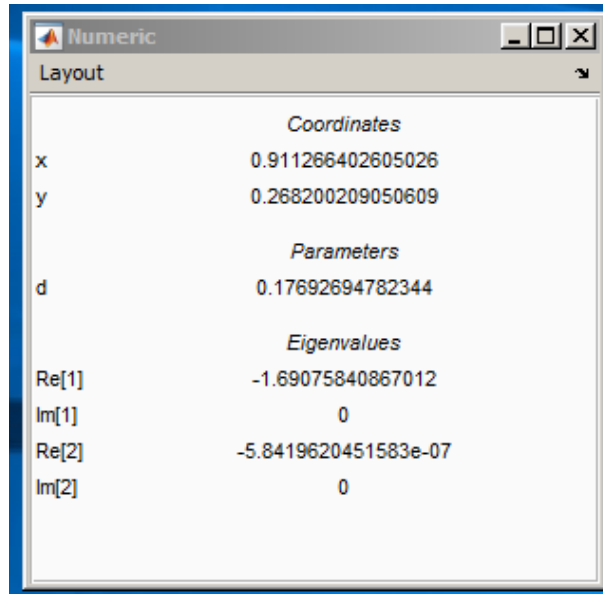 Numeric
Layout
Coordinates
x 0.911266402605026
y 0.268200209050609
Parameters
d 0.17692694782344
Eigenvalues
Re[1] -1.69075840867012
Im[1] 0
Re[2] -5.8419620451583e-07
Im[2] 0